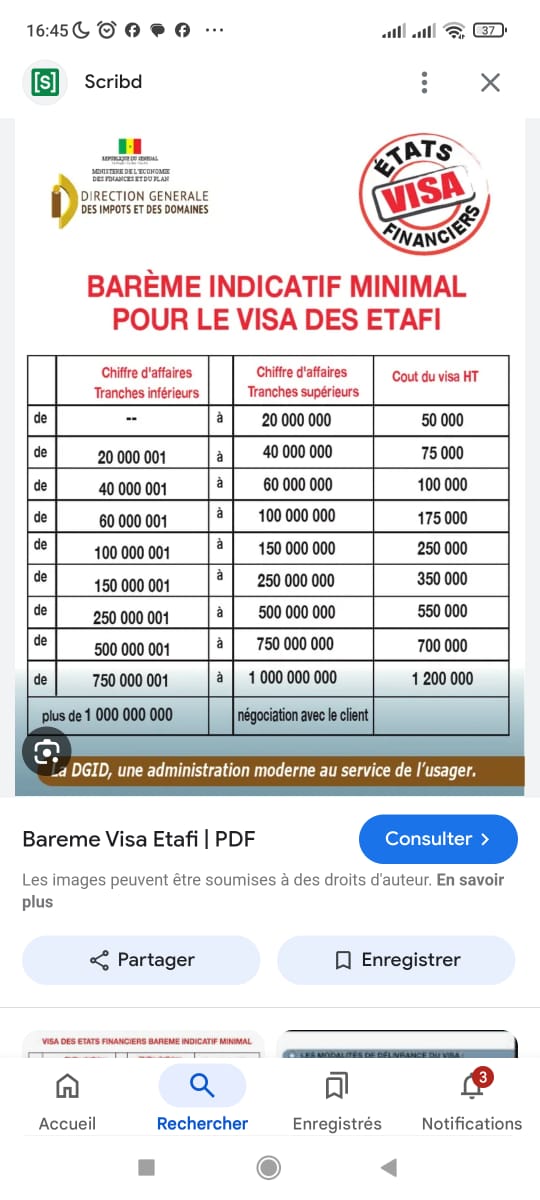 16:45
37
[s] Scribd
REPUBLIQUE DU SENEGAL
MINISTERE DE L'ECONOMIE
DES FINANCES ET DU PLAN
DIRECTION GENERALE
DES IMPOTS ET DES DOMAINES
ÉTATS
VISA
FINANCIERS
BARÈME INDICATIF MINIMAL
POUR LE VISA DES ETAFI
Chiffre d'affaires Tranches inférieurs Chiffre d'affaires Tranches supérieurs Cout du visa HT
de -- à 20 000 000 50 000
de 20 000 001 à 40 000 000 75 000
de 40 000 001 à 60 000 000 100 000
de 60 000 001 à 100 000 000 175 000
de 100 000 001 à 150 000 000 250 000
de 150 000 001 à 250 000 000 350 000
de 250 000 001 à 500 000 000 550 000
de 500 000 001 à 750 000 000 700 000
de 750 000 001 à 1 000 000 000 1 200 000
plus de 1 000 000 000 négociation avec le client
La DGID, une administration moderne au service de l'usager.
Bareme Visa Etafi | PDF
Consulter
Les images peuvent être soumises à des droits d'auteur. En savoir
plus
Partager
Enregistrer
VISA DES ETATS FINANCIERS BAREME INDICATIF MINIMAL
LES MODALITES DE DELIVRANCE DU VISA
3
Accueil Rechercher Enregistrés Notifications